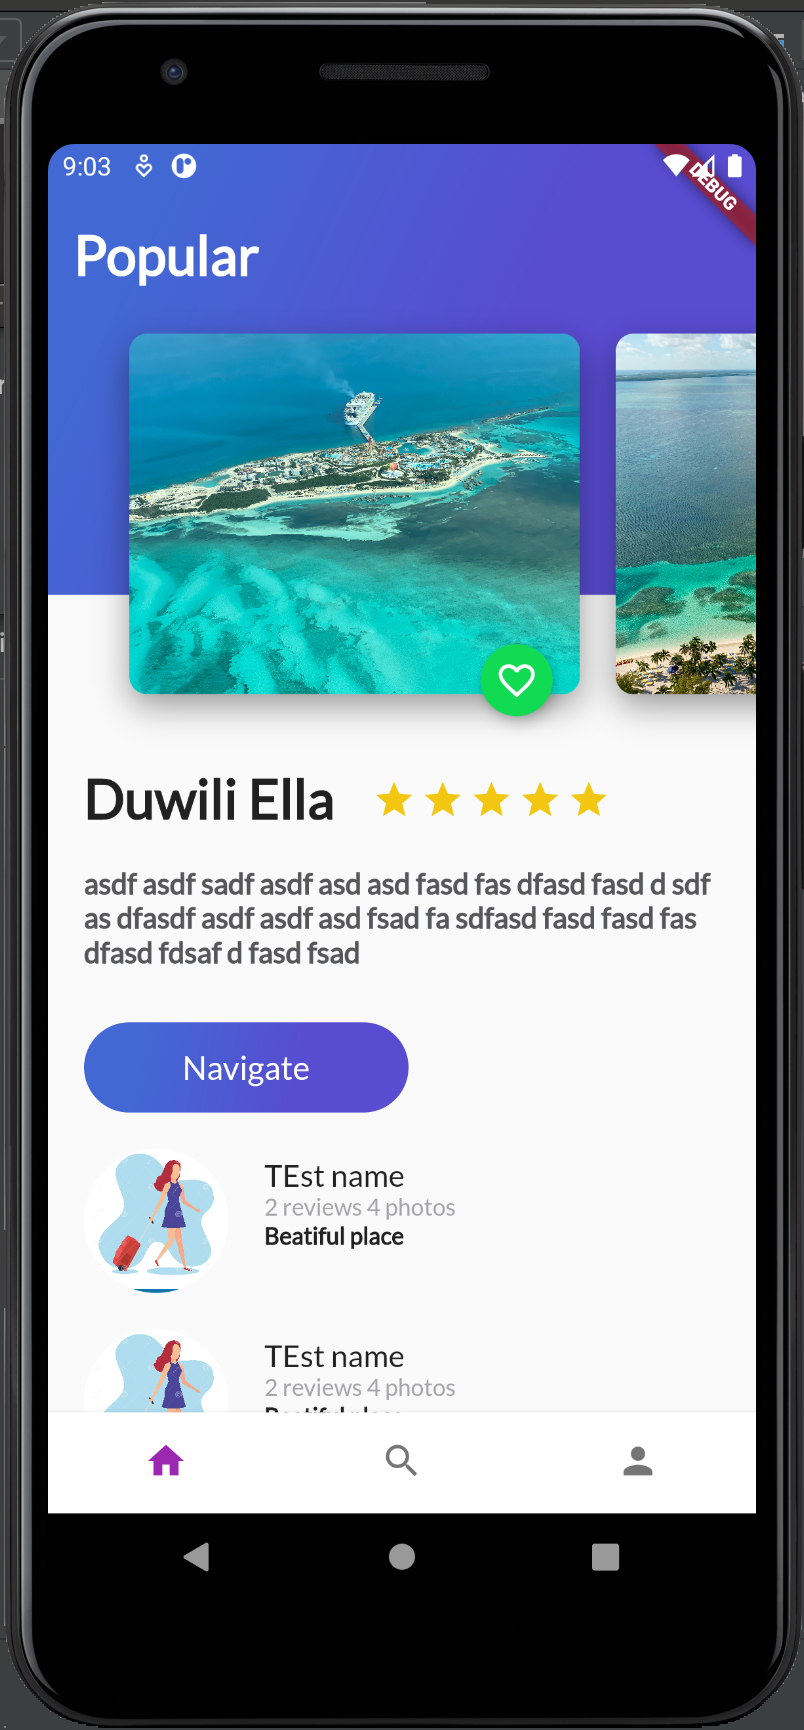 9:03
DEBUG
Popular
Duwili Ella
asdf asdf sadf asdf asd asd fasd fas dfasd fasd d sdf
as dfasdf asdf asdf asd fsad fa sdfasd fasd fasd fas
dfasd fdsaf d fasd fsad
Navigate
TEst name
2 reviews 4 photos
Beatiful place
TEst name
2 reviews 4 photos